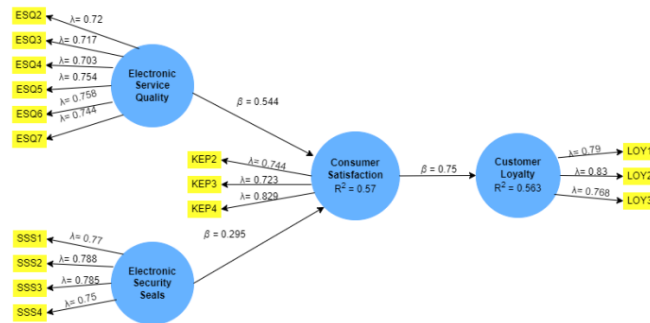 ESQ2
λ= 0.72
ESQ3
λ= 0.717
ESQ4
λ= 0.703
ESQ5
λ= 0.754
ESQ6
λ= 0.758
ESQ7
λ= 0.744
Electronic
Service
Quality
β = 0.544
KEP2
λ= 0.744
KEP3
λ= 0.723
KEP4
λ= 0.829
Consumer
Satisfaction
R² = 0.57
β = 0.75
Customer
Loyalty
R² = 0.563
λ= 0.79
LOY1
λ= 0.83
LOY2
λ= 0.768
LOY3
β = 0.295
SSS1
λ= 0.77
SSS2
λ= 0.788
SSS3
λ= 0.785
SSS4
λ= 0.75
Electronic
Security
Seals